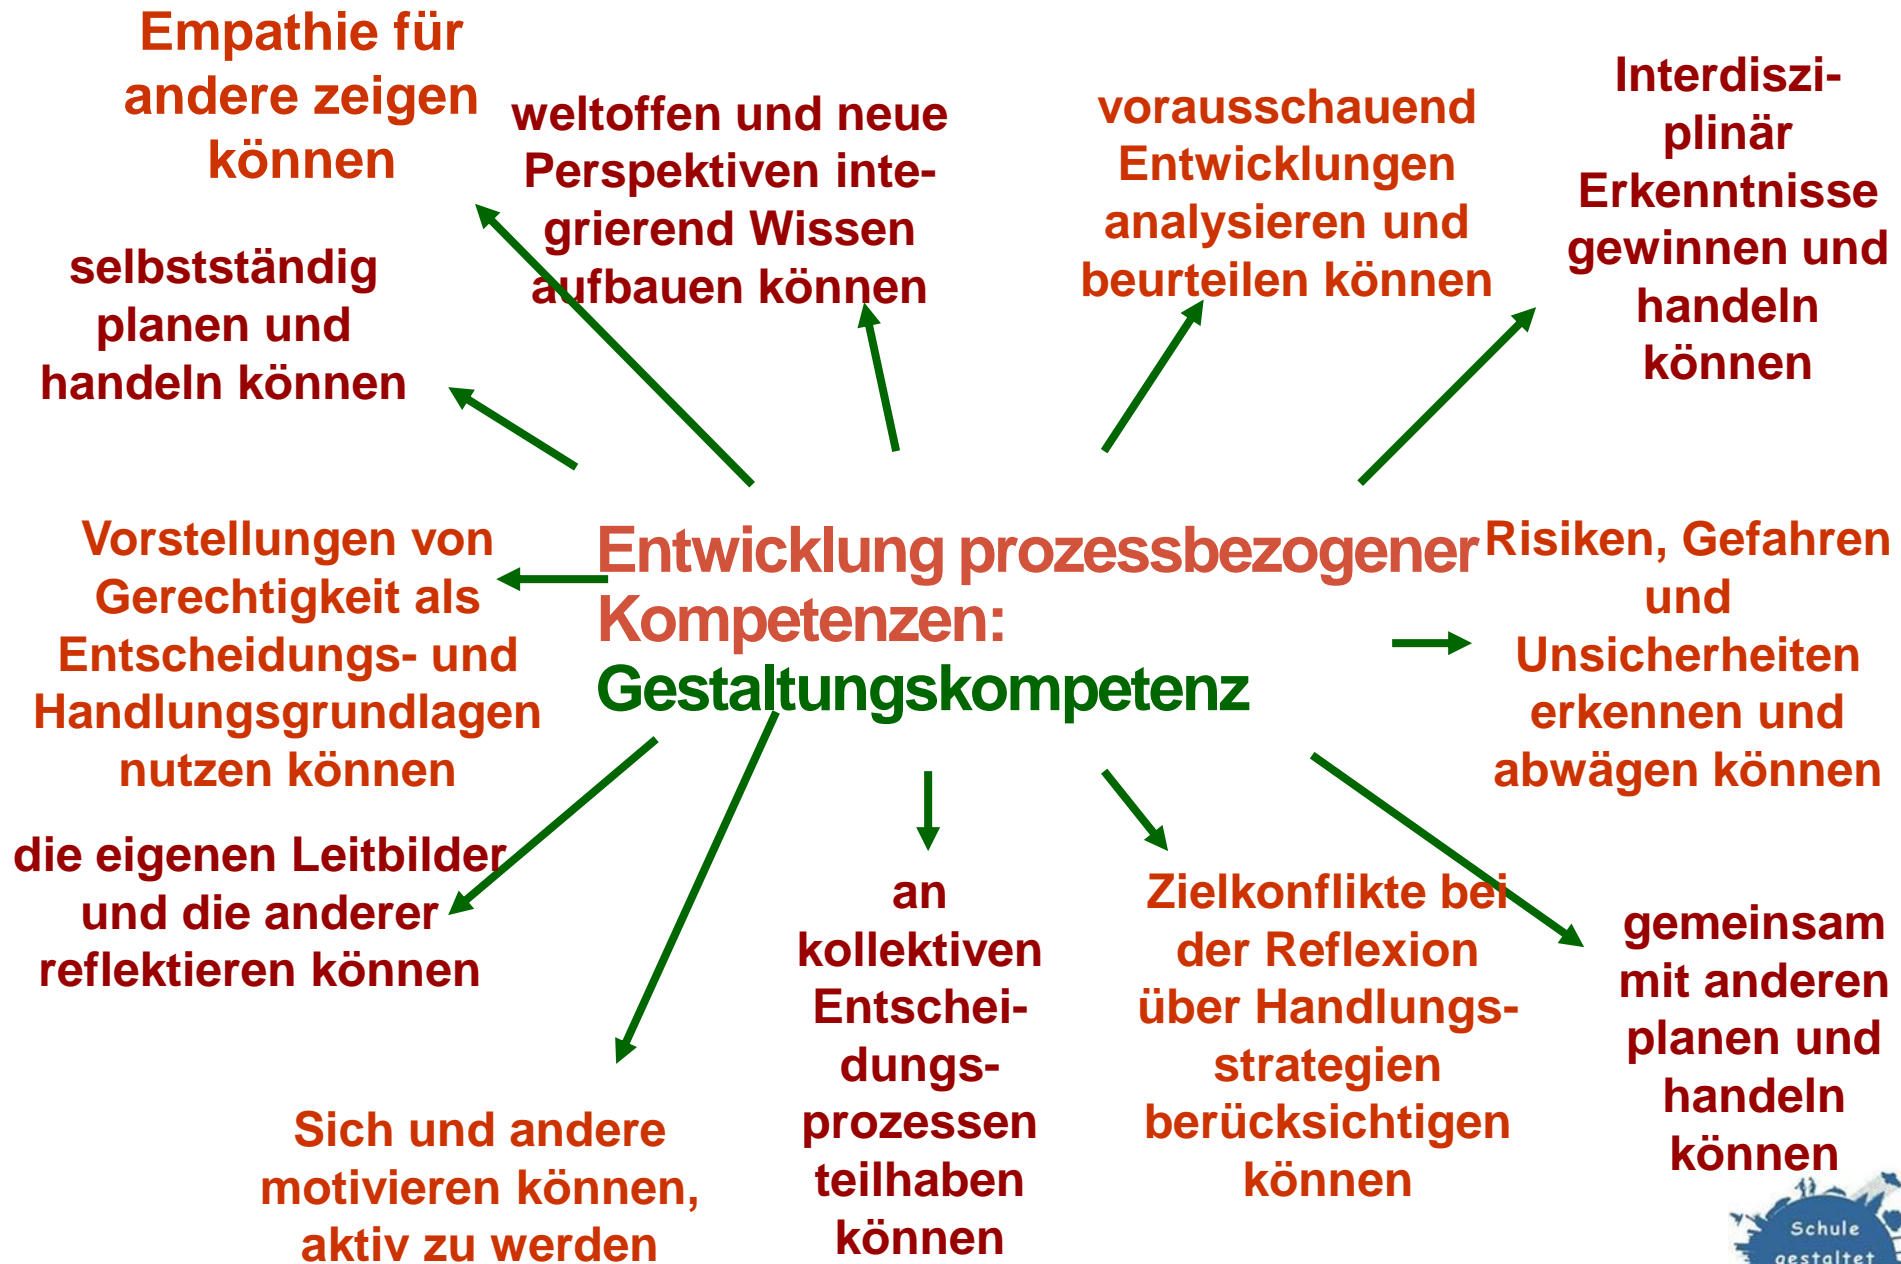 Empathie für
andere zeigen
können
weltoffen und neue
Perspektiven inte-
grierend Wissen
aufbauen können
vorausschauend
Entwicklungen
analysieren und
beurteilen können
Interdiszi-
plinär
Erkenntnisse
gewinnen und
handeln
können
selbstständig
planen und
handeln können
Vorstellungen von
Gerechtigkeit als
Entscheidungs- und
Handlungsgrundlagen
nutzen können
Entwicklung prozessbezogener
Kompetenzen:
Gestaltungskompetenz
Risiken, Gefahren
und
Unsicherheiten
erkennen und
abwägen können
die eigenen Leitbilder
und die anderer
reflektieren können
Sich und andere
motivieren können,
aktiv zu werden
an
kollektiven
Entschei-
dungs-
prozessen
teilhaben
können
Zielkonflikte bei
der Reflexion
über Handlungs-
strategien
berücksichtigen
können
gemeinsam
mit anderen
planen und
handeln
können
Schule
gestaltet